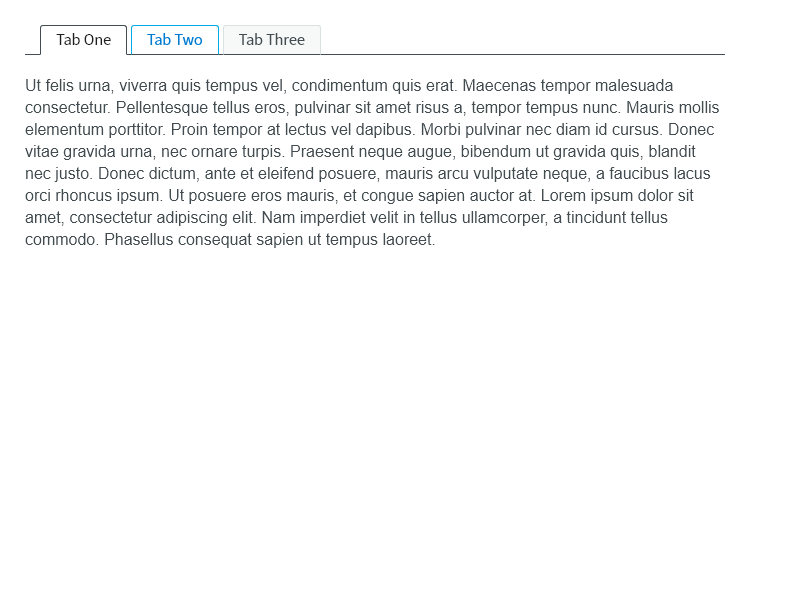 Tab One Tab Two Tab Three
Ut felis urna, viverra quis tempus vel, condimentum quis erat. Maecenas tempor malesuada
consectetur. Pellentesque tellus eros, pulvinar sit amet risus a, tempor tempus nunc. Mauris mollis
elementum porttitor. Proin tempor at lectus vel dapibus. Morbi pulvinar nec diam id cursus. Donec
vitae gravida urna, nec ornare turpis. Praesent neque augue, bibendum ut gravida quis, blandit
nec justo. Donec dictum, ante et eleifend posuere, mauris arcu vulputate neque, a faucibus lacus
orci rhoncus ipsum. Ut posuere eros mauris, et congue sapien auctor at. Lorem ipsum dolor sit
amet, consectetur adipiscing elit. Nam imperdiet velit in tellus ullamcorper, a tincidunt tellus
commodo. Phasellus consequat sapien ut tempus laoreet.